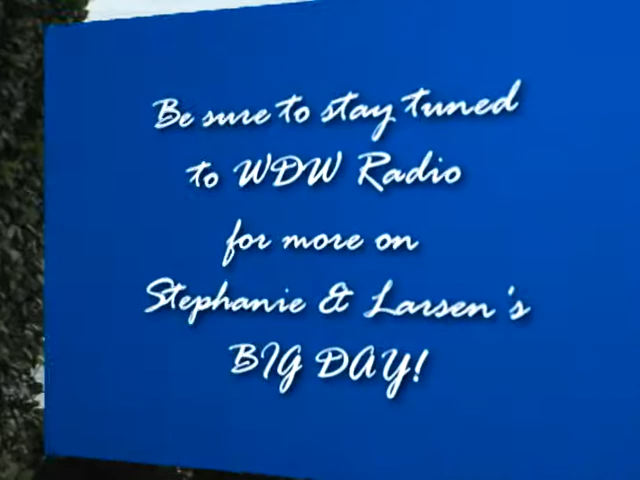 Be sure to stay tuned
to WDW Radio
for more on
Stephanie & Larsen's
BIG DAY!